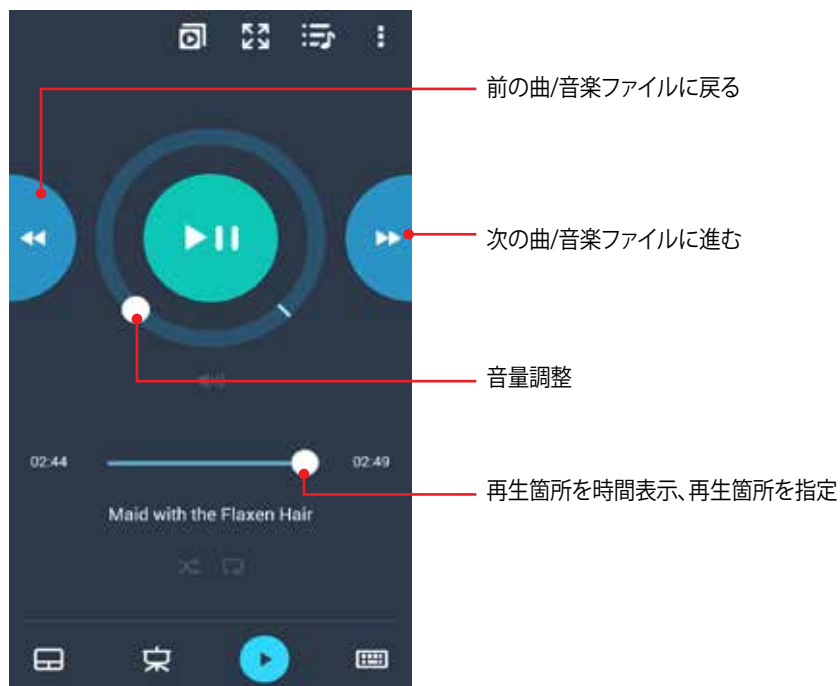 前の曲/音楽ファイルに戻る
次の曲/音楽ファイルに進む
音量調整
02:44
02:49
再生箇所を時間表示、再生箇所を指定
Maid with the Flaxen Hair